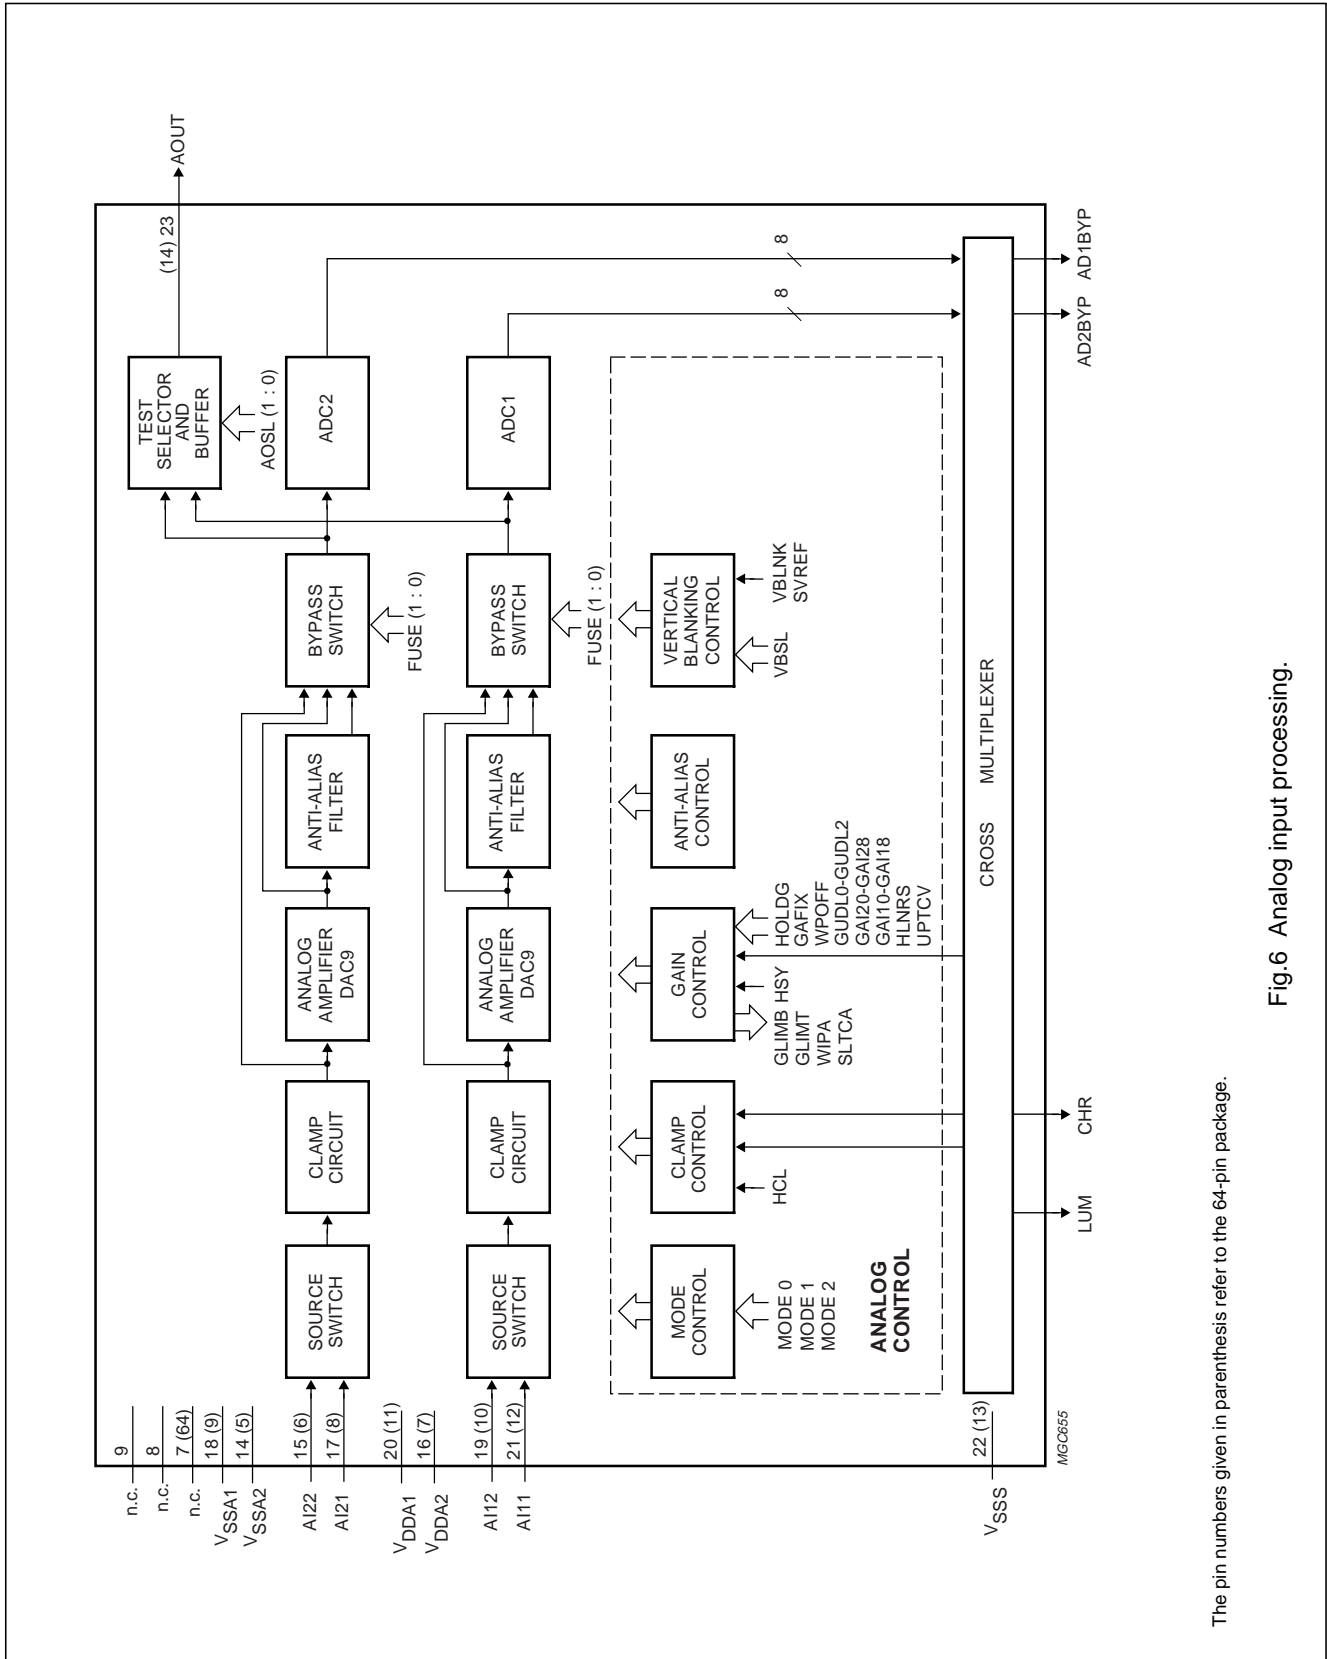 n.c. 9
n.c. 8
n.c. 7 (64)
VSSA1 18 (9)
VSSA2 14 (5)
AI22 15 (6)
AI21 17 (8)
VDDA1 20 (11)
VDDA2 16 (7)
AI12 19 (10)
AI11 21 (12)
VSSS 22 (13)
TEST
SELECTOR
AND
BUFFER
(14) 23
AOUT
AOSL (1 : 0)
SOURCE
SWITCH
CLAMP
CIRCUIT
ANALOG
AMPLIFIER
DAC9
ANTI-ALIAS
FILTER
BYPASS
SWITCH
FUSE (1 : 0)
ADC2
8
SOURCE
SWITCH
CLAMP
CIRCUIT
ANALOG
AMPLIFIER
DAC9
ANTI-ALIAS
FILTER
BYPASS
SWITCH
FUSE (1 : 0)
ADC1
8
MODE
CONTROL
MODE 0
MODE 1
MODE 2
CLAMP
CONTROL
HCL
GAIN
CONTROL
GLIMB
GLIMT
WIPA
SLTCA
HSY
HOLDG
GAFIX
WPOFF
GUDL0-GUDL2
GAI20-GAI28
GAI10-GAI18
HLNRS
UPTCV
ANTI-ALIAS
CONTROL
VERTICAL
BLANKING
CONTROL
VBSL
VBLNK
SVREF
ANALOG
CONTROL
CROSS MULTIPLEXER
LUM
CHR
AD2BYP
AD1BYP
MGC655
The pin numbers given in parenthesis refer to the 64-pin package.
Fig.6 Analog input processing.